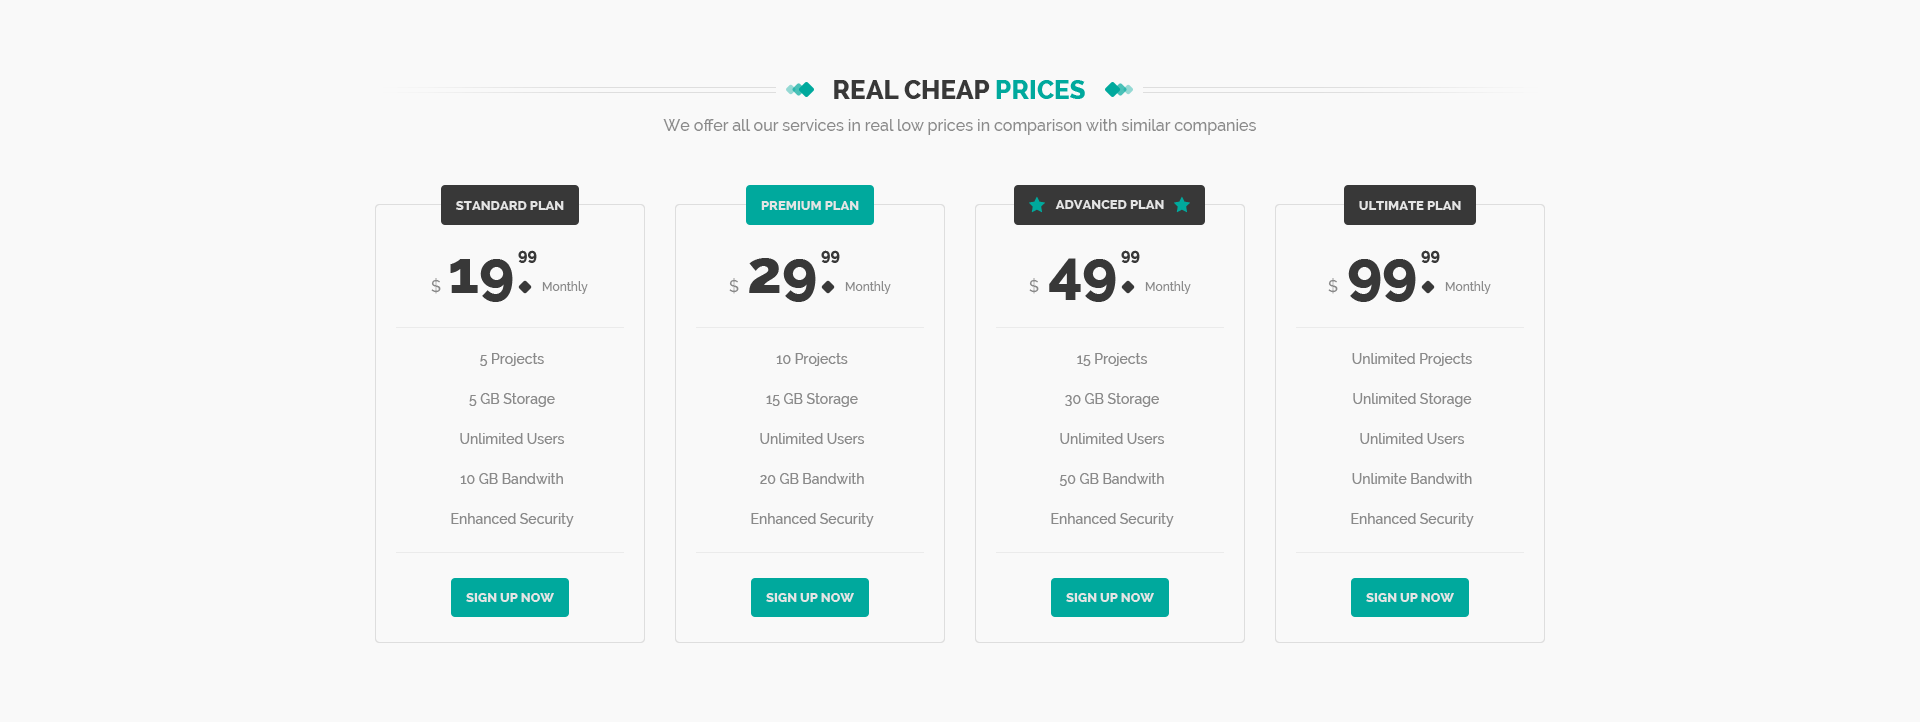 REAL CHEAP PRICES
We offer all our services in real low prices in comparison with similar companies
STANDARD PLAN
$ 19 99 Monthly
5 Projects
5 GB Storage
Unlimited Users
10 GB Bandwith
Enhanced Security
SIGN UP NOW
PREMIUM PLAN
$ 29 99 Monthly
10 Projects
15 GB Storage
Unlimited Users
20 GB Bandwith
Enhanced Security
SIGN UP NOW
ADVANCED PLAN
$ 49 99 Monthly
15 Projects
30 GB Storage
Unlimited Users
50 GB Bandwith
Enhanced Security
SIGN UP NOW
ULTIMATE PLAN
$ 99 99 Monthly
Unlimited Projects
Unlimited Storage
Unlimited Users
Unlimite Bandwith
Enhanced Security
SIGN UP NOW